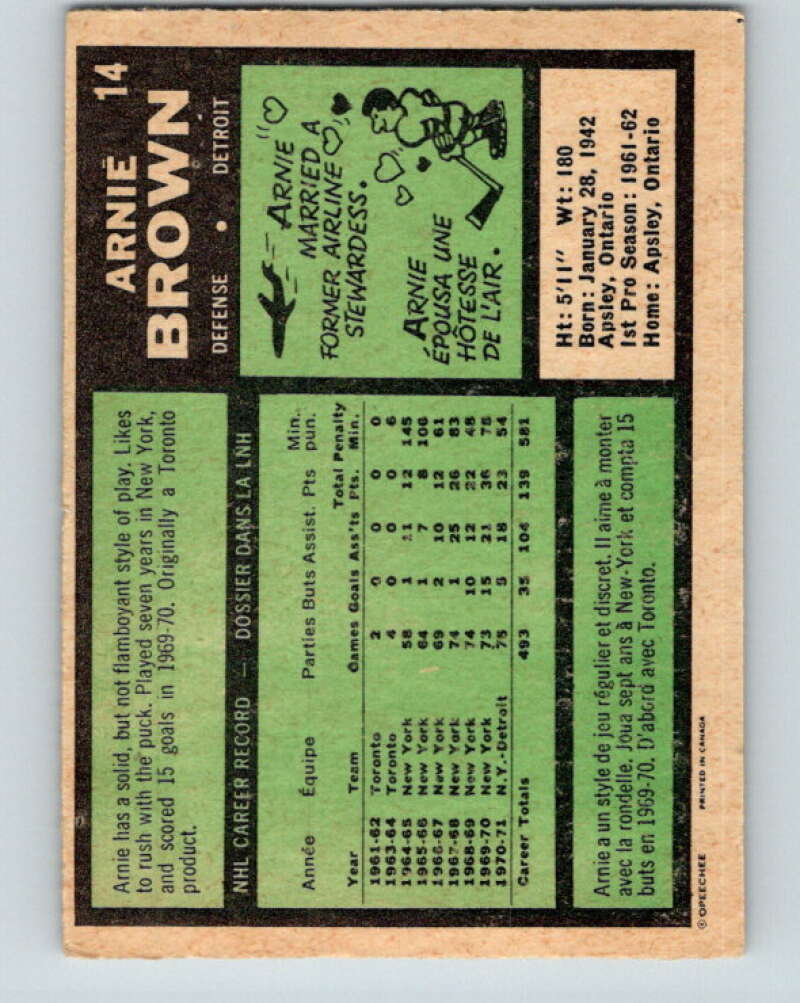 14
ARNIE
BROWN
DEFENSE • DETROIT
ARNIE
MARRIED A
FORMER AIRLINE
STEWARDESS.
ARNIE
ÉPOUSA UNE
HÔTESSE
DE L'AIR.
Ht: 5'11" Wt: 180
Born: January 28, 1942
Apsley, Ontario
1st Pro Season: 1961-62
Home: Apsley, Ontario
Arnie has a solid, but not flamboyant style of play. Likes
to rush with the puck. Played seven years in New York,
and scored 15 goals in 1969-70. Originally a Toronto
product.
NHL CAREER RECORD — DOSSIER DANS LA LNH
Année Équipe Parties Buts Assist. Pts Min. pun.
Year Team Games Goals Ass'ts Total Pts. Penalty Min.
1961-62 Toronto 2 0 0 0 0
1963-64 Toronto 4 0 0 0 6
1964-65 New York 58 1 11 12 145
1965-66 New York 64 1 7 8 106
1966-67 New York 69 2 10 12 61
1967-68 New York 74 1 25 26 83
1968-69 New York 74 10 12 22 48
1969-70 New York 73 15 21 36 78
1970-71 N.Y.-Detroit 75 5 18 23 54
Career Totals 493 35 104 139 581
Arnie a un style de jeu régulier et discret. Il aime à monter
avec la rondelle. Joua sept ans à New-York et compta 15
buts en 1969-70. D'abord avec Toronto.
© OPEECHEE PRINTED IN CANADA